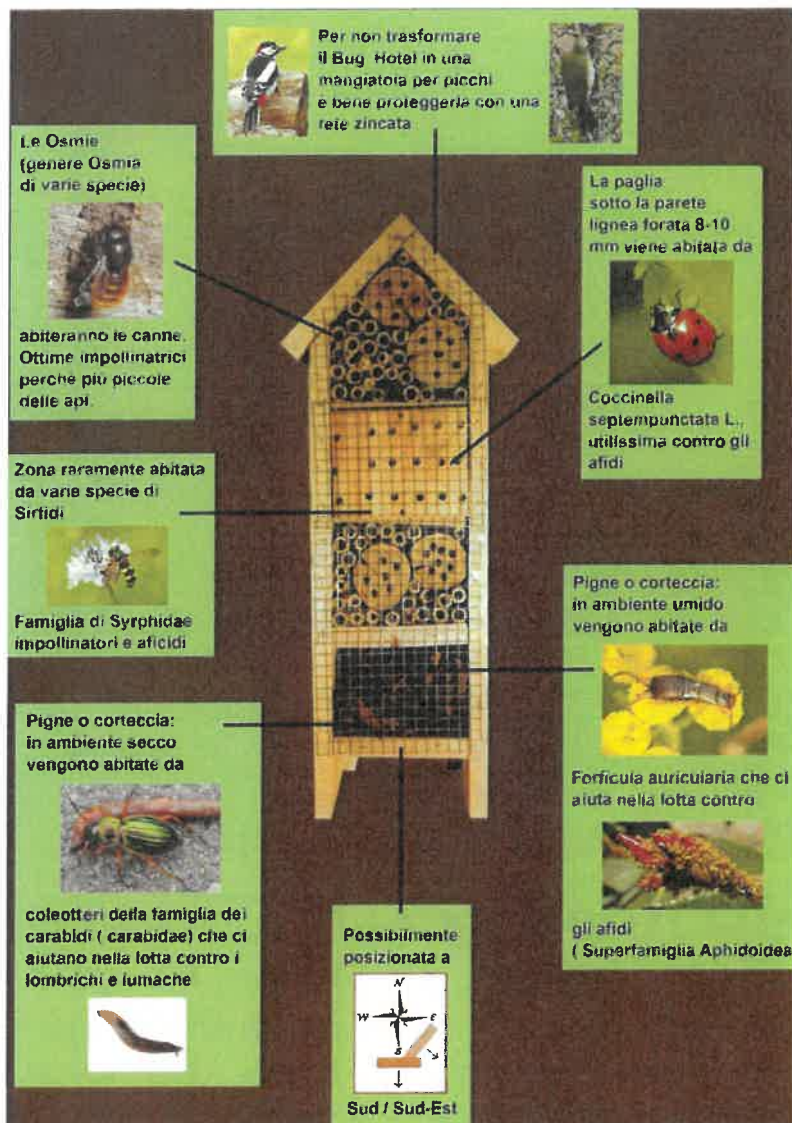 Per non trasformare
il Bug Hotel in una
mangiatoia per picchi
e bene proteggerla con una
rete zincata
Le Osmie
(genere Osmia
di varie specie)
abiteranno le canne.
Ottime impollinatrici
perche più piccole
delle api.
La paglia
sotto la parete
lignea forata 8-10
mm viene abitata da
Coccinella
septempunctata L.,
utilissima contro gli
afidi
Zona raramente abitata
da varie specie di
Sirfidi
Famiglia di Syrphidae
impollinatori e aficidi
Pigne o corteccia:
in ambiente umido
vengono abitate da
Forficula auricularia che ci
aiuta nella lotta contro
gli afidi
( Superfamiglia Aphidoidea
Pigne o corteccia:
in ambiente secco
vengono abitate da
coleotteri della famiglia dei
carabidi ( carabidae) che ci
aiutano nella lotta contro i
lombrichi e lumache
Possibilmente
posizionata a
N
W E
S
Sud / Sud-Est